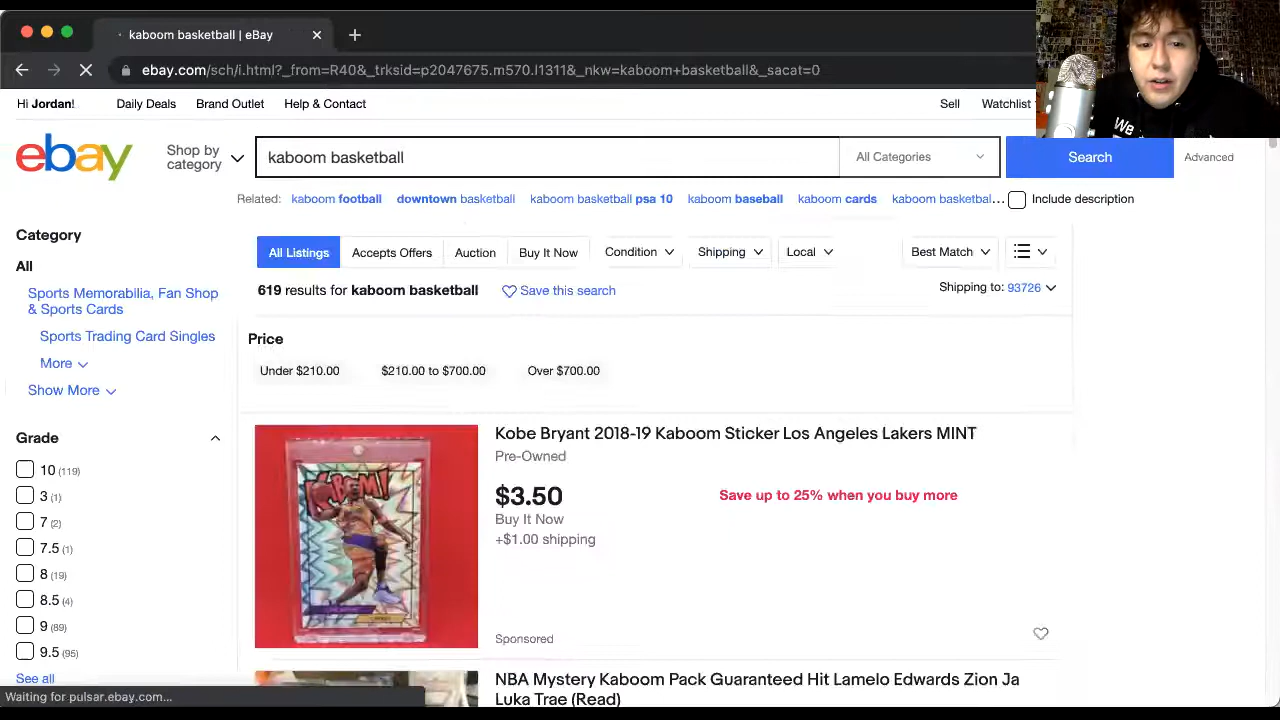 kaboom basketball | eBay
ebay.com/sch/i.html?_from=R40&_trksid=p2047675.m570.l1311&_nkw=kaboom+basketball&_sacat=0
Hi Jordan!
Daily Deals
Brand Outlet
Help & Contact
Sell
Watchlist
We
ebay
Shop by category
kaboom basketball
All Categories
Search
Advanced
Related:
kaboom football
downtown basketball
kaboom basketball psa 10
kaboom baseball
kaboom cards
kaboom basketbal...
Include description
Category
All
Sports Memorabilia, Fan Shop
& Sports Cards
Sports Trading Card Singles
More
Show More
All Listings
Accepts Offers
Auction
Buy It Now
Condition
Shipping
Local
Best Match
619 results for kaboom basketball
Save this search
Shipping to: 93726
Price
Under $210.00
$210.00 to $700.00
Over $700.00
Grade
10 (119)
3 (1)
7 (2)
7.5 (1)
8 (19)
8.5 (4)
9 (89)
9.5 (95)
See all
KABOOM!
Kobe Bryant 2018-19 Kaboom Sticker Los Angeles Lakers MINT
Pre-Owned
$3.50
Buy It Now
+$1.00 shipping
Save up to 25% when you buy more
Sponsored
NBA Mystery Kaboom Pack Guaranteed Hit Lamelo Edwards Zion Ja
Luka Trae (Read)
Waiting for pulsar.ebay.com...